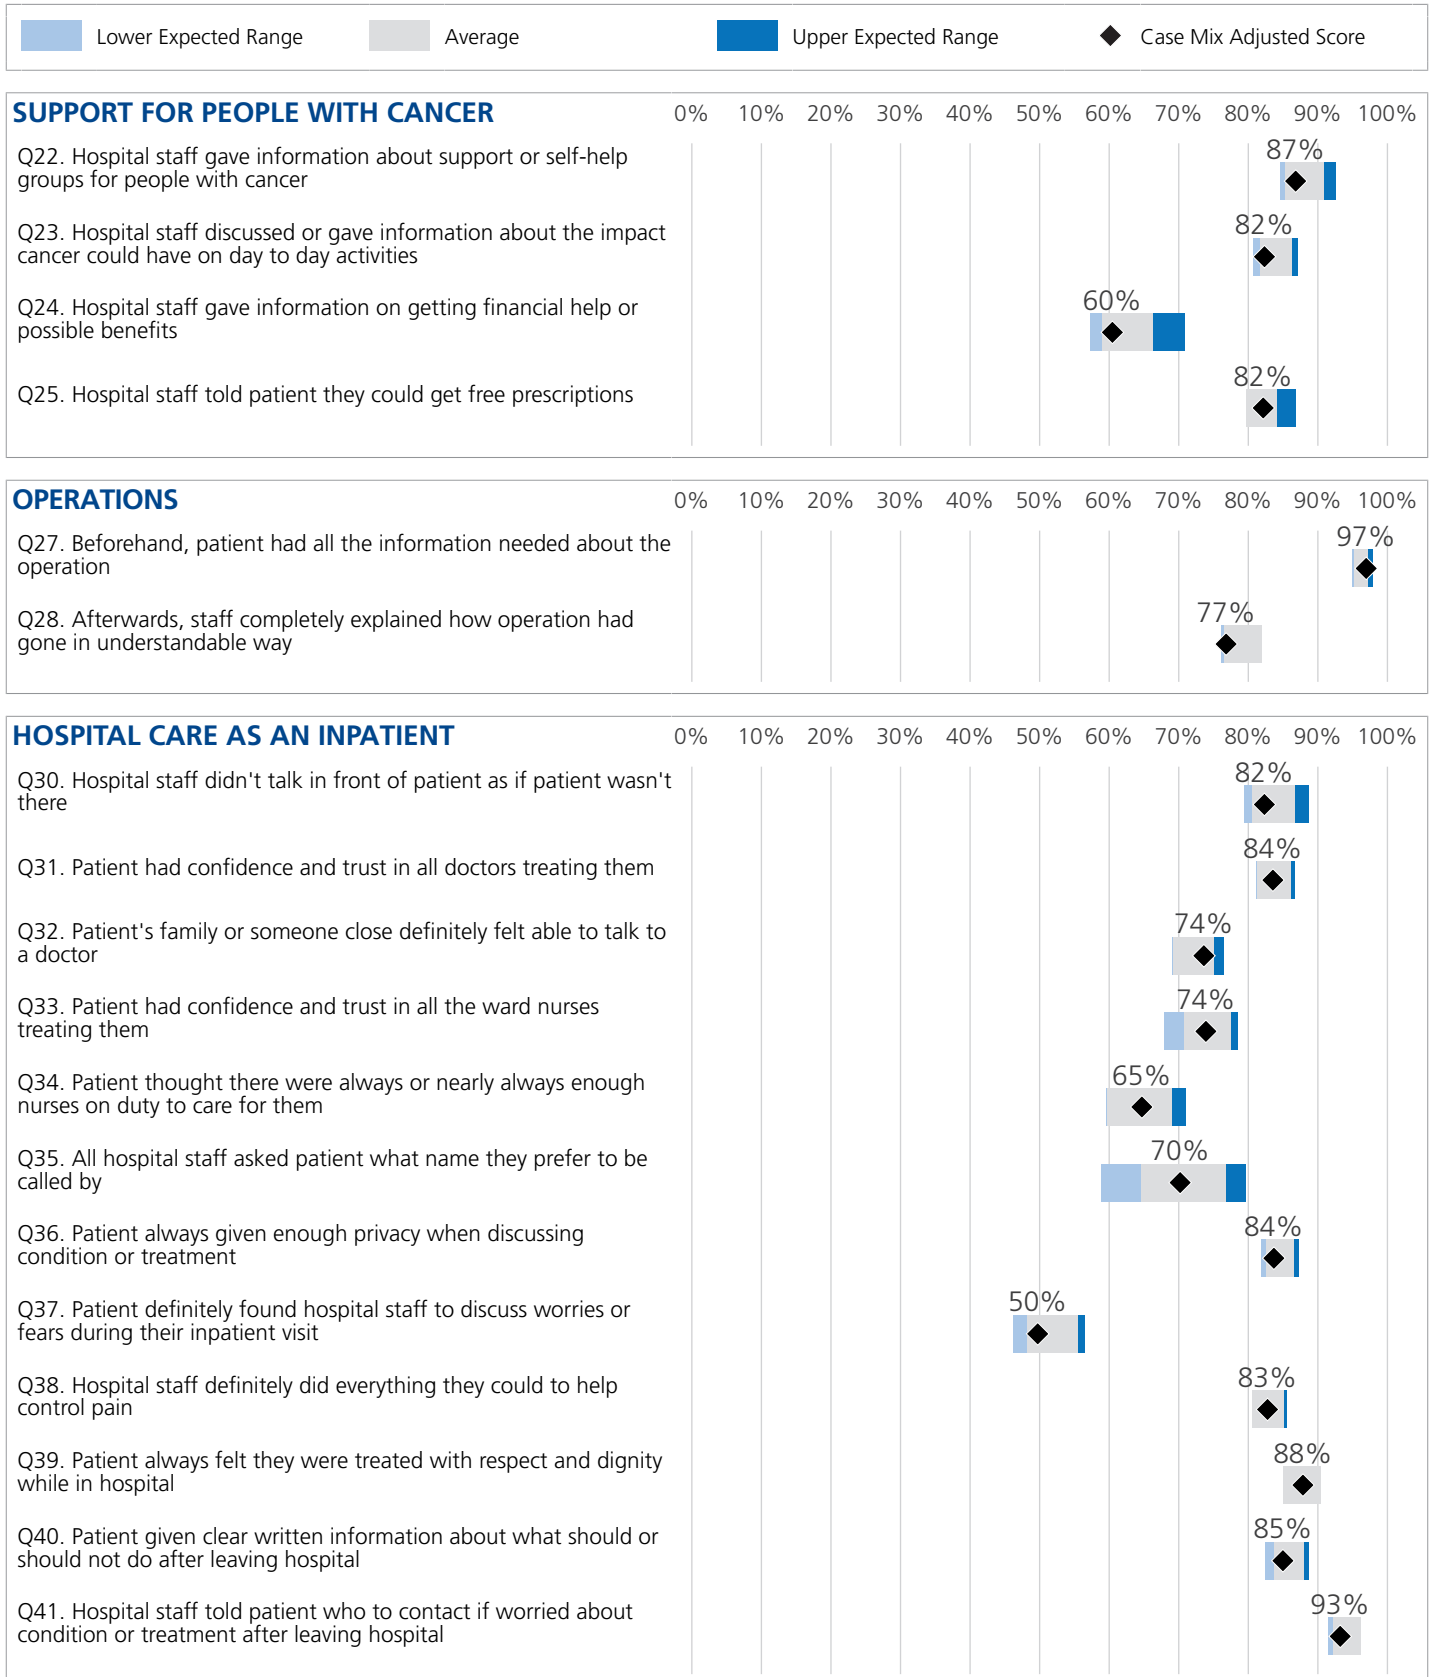 Lower Expected Range Average Upper Expected Range Case Mix Adjusted Score
SUPPORT FOR PEOPLE WITH CANCER 0% 10% 20% 30% 40% 50% 60% 70% 80% 90% 100%
Q22. Hospital staff gave information about support or self-help
groups for people with cancer
87%
Q23. Hospital staff discussed or gave information about the impact
cancer could have on day to day activities
82%
Q24. Hospital staff gave information on getting financial help or
possible benefits
60%
Q25. Hospital staff told patient they could get free prescriptions
82%
OPERATIONS 0% 10% 20% 30% 40% 50% 60% 70% 80% 90% 100%
Q27. Beforehand, patient had all the information needed about the
operation
97%
Q28. Afterwards, staff completely explained how operation had
gone in understandable way
77%
HOSPITAL CARE AS AN INPATIENT 0% 10% 20% 30% 40% 50% 60% 70% 80% 90% 100%
Q30. Hospital staff didn't talk in front of patient as if patient wasn't
there
82%
Q31. Patient had confidence and trust in all doctors treating them
84%
Q32. Patient's family or someone close definitely felt able to talk to
a doctor
74%
Q33. Patient had confidence and trust in all the ward nurses
treating them
74%
Q34. Patient thought there were always or nearly always enough
nurses on duty to care for them
65%
Q35. All hospital staff asked patient what name they prefer to be
called by
70%
Q36. Patient always given enough privacy when discussing
condition or treatment
84%
Q37. Patient definitely found hospital staff to discuss worries or
fears during their inpatient visit
50%
Q38. Hospital staff definitely did everything they could to help
control pain
83%
Q39. Patient always felt they were treated with respect and dignity
while in hospital
88%
Q40. Patient given clear written information about what should or
should not do after leaving hospital
85%
Q41. Hospital staff told patient who to contact if worried about
condition or treatment after leaving hospital
93%